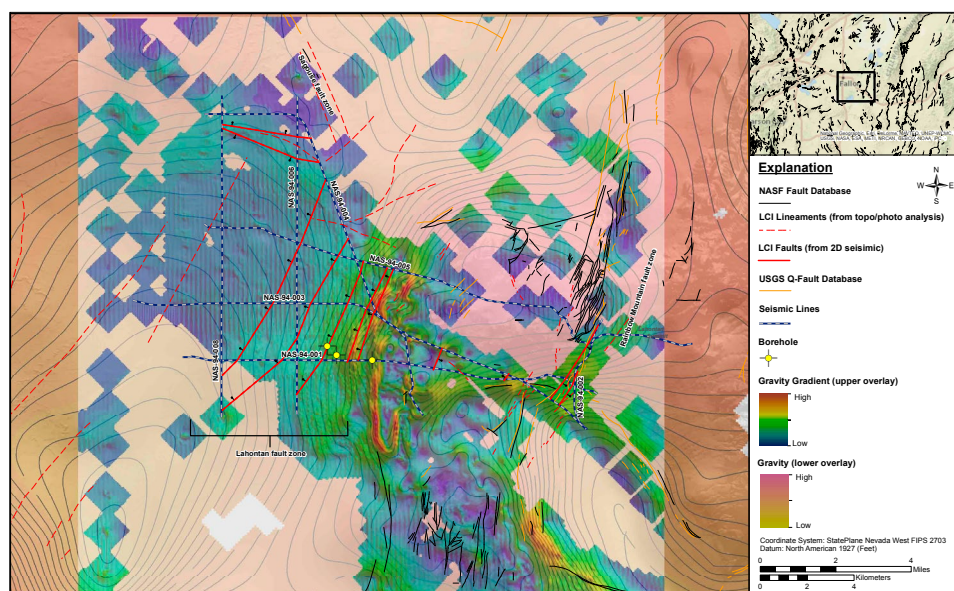 Sagouse fault zone
NAS-94-006
NAS-94-004
NAS-94-005
NAS-94-003
Rainbow Mountain fault zone
NAS-94-001
NAS-94-008
NAS-94-002
Lahontan fault zone
Fallon
Explanation
N
W
E
S
NASF Fault Database
LCI Lineaments (from topo/photo analysis)
LCI Faults (from 2D seisimic)
USGS Q-Fault Database
Seismic Lines
Borehole
Gravity Gradient (upper overlay)
High
Low
Gravity (lower overlay)
High
Low
Coordinate System: StatePlane Nevada West FIPS 2703
Datum: North American 1927 (Feet)
0 2 4
Miles
Kilometers
0 2 4